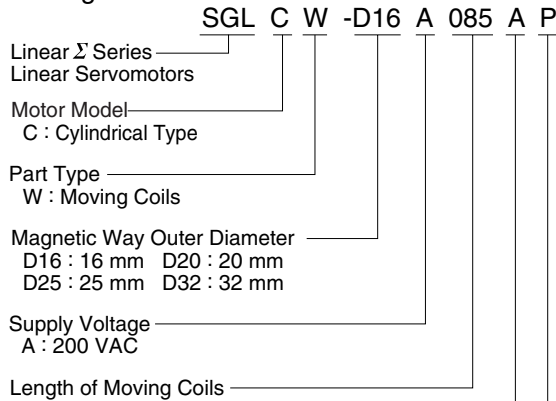 SGL C W -D16 A 085 A P
Linear Σ Series
Linear Servomotors
Motor Model
C : Cylindrical Type
Part Type
W : Moving Coils
Magnetic Way Outer Diameter
D16 : 16 mm D20 : 20 mm
D25 : 25 mm D32 : 32 mm
Supply Voltage
A : 200 VAC
Length of Moving Coils